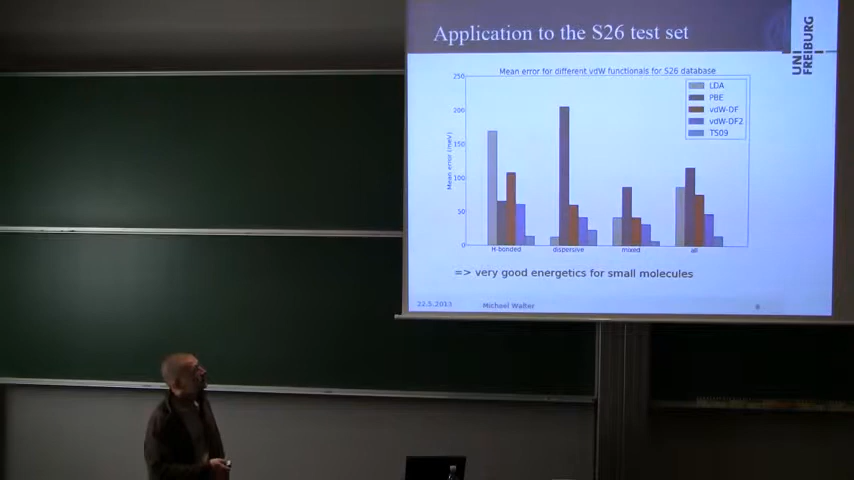 Application to the S26 test set
UNI
FREIBURG
Mean error for different vdW functionals for S26 database
250
200
150
100
50
0
Mean error (meV)
LDA
PBE
vdW-DF
vdW-DF2
TS09
H-bonded
dispersive
mixed
all
=> very good energetics for small molecules
22.5.2013
Michael Walter